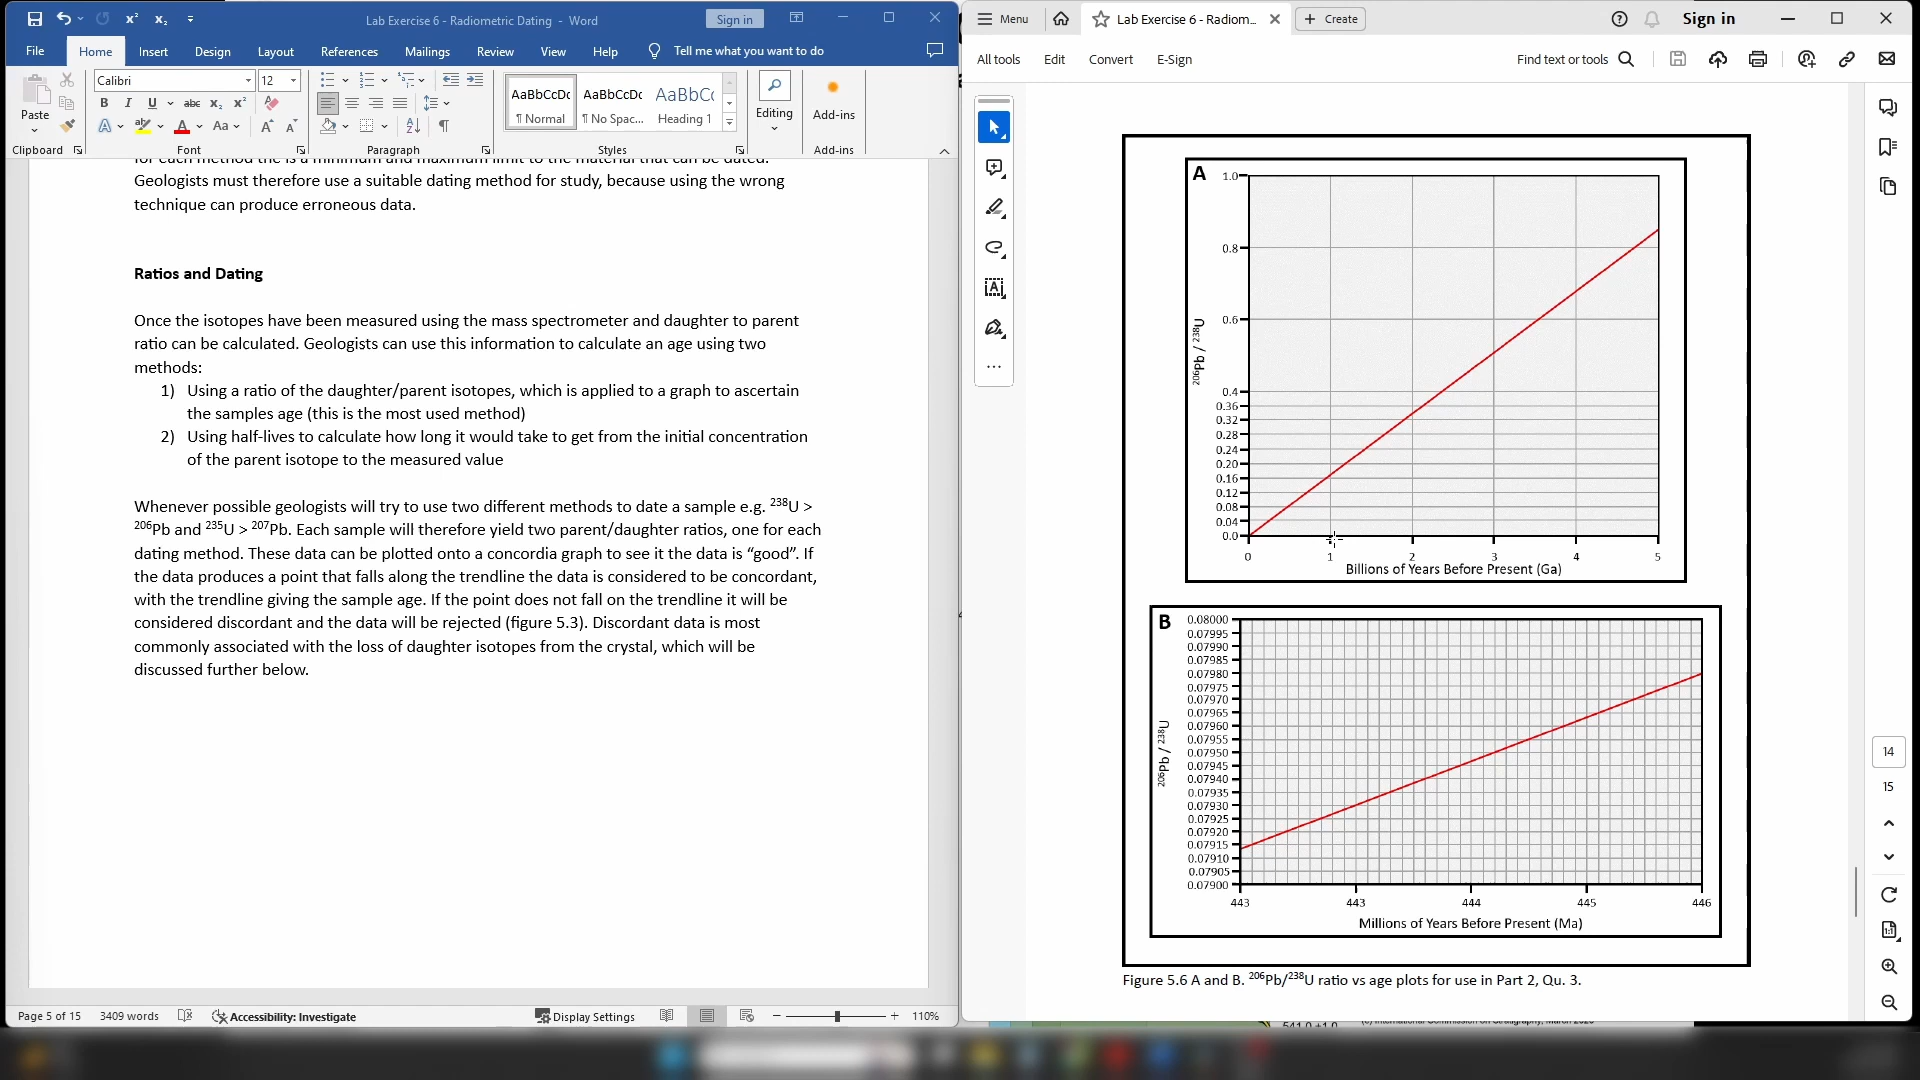 Lab Exercise 6 - Radiometric Dating - Word
Sign in
File Home Insert Design Layout References Mailings Review View Help Tell me what you want to do
Paste
Calibri 12
AaBbCcDc AaBbCcDc AaBbCc
¶ Normal ¶ No Spac... Heading 1
Editing
Add-ins
Clipboard Font Paragraph Styles Add-ins
for each method the is a minimum and maximum limit to the material that can be dated.
Geologists must therefore use a suitable dating method for study, because using the wrong
technique can produce erroneous data.
Ratios and Dating
Once the isotopes have been measured using the mass spectrometer and daughter to parent
ratio can be calculated. Geologists can use this information to calculate an age using two
methods:
1) Using a ratio of the daughter/parent isotopes, which is applied to a graph to ascertain
the samples age (this is the most used method)
2) Using half-lives to calculate how long it would take to get from the initial concentration
of the parent isotope to the measured value
Whenever possible geologists will try to use two different methods to date a sample e.g. ²³⁸U >
²⁰⁶Pb and ²³⁵U > ²⁰⁷Pb. Each sample will therefore yield two parent/daughter ratios, one for each
dating method. These data can be plotted onto a concordia graph to see it the data is “good”. If
the data produces a point that falls along the trendline the data is considered to be concordant,
with the trendline giving the sample age. If the point does not fall on the trendline it will be
considered discordant and the data will be rejected (figure 5.3). Discordant data is most
commonly associated with the loss of daughter isotopes from the crystal, which will be
discussed further below.
Page 5 of 15 3409 words Accessibility: Investigate Display Settings 110%
Menu Lab Exercise 6 - Radiom... Create Sign in
All tools Edit Convert E-Sign Find text or tools
A
1.0
0.8
0.6
0.4
0.36
0.32
0.28
0.24
0.20
0.16
0.12
0.08
0.04
0.0
²⁰⁶Pb / ²³⁸U
0 1 2 3 4 5
Billions of Years Before Present (Ga)
B
0.08000
0.07995
0.07990
0.07985
0.07980
0.07975
0.07970
0.07965
0.07960
0.07955
0.07950
0.07945
0.07940
0.07935
0.07930
0.07925
0.07920
0.07915
0.07910
0.07905
0.07900
²⁰⁶Pb / ²³⁸U
443 443 444 445 446
Millions of Years Before Present (Ma)
Figure 5.6 A and B. ²⁰⁶Pb/²³⁸U ratio vs age plots for use in Part 2, Qu. 3.
14
15